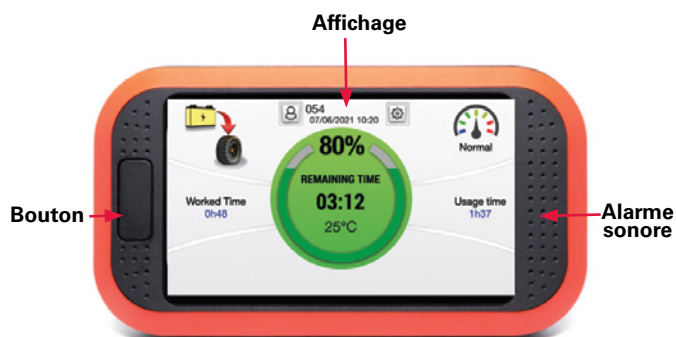 Affichage
054
07/06/2021 10:20
80%
Normal
REMAINING TIME
03:12
25°C
Worked Time
0h48
Usage time
1h37
Bouton
Alarme
sonore